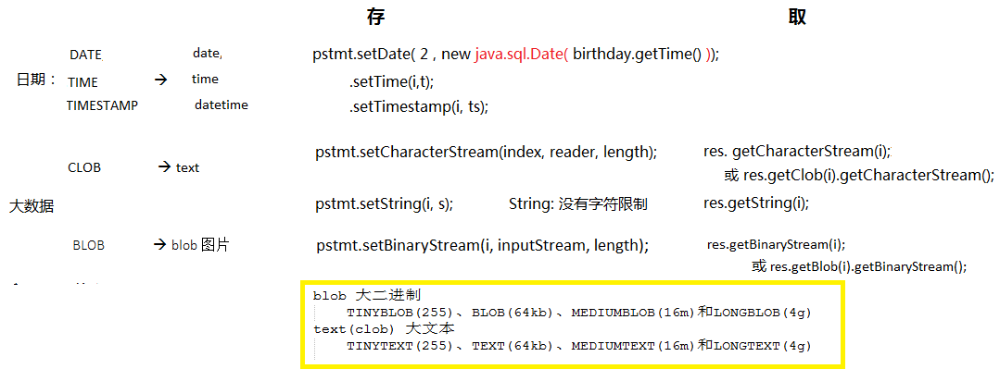 存 取
DATE date, pstmt.setDate( 2 , new java.sql.Date( birthday.getTime() ));
日期： TIME → time .setTime(i,t);
TIMESTAMP datetime .setTimestamp(i, ts);
pstmt.setCharacterStream(index, reader, length); res. getCharacterStream(i);
CLOB → text 或 res.getClob(i).getCharacterStream();
大数据 pstmt.setString(i, s); String: 没有字符限制 res.getString(i);
BLOB → blob 图片 pstmt.setBinaryStream(i, inputStream, length); res.getBinaryStream(i);
或 res.getBlob(i).getBinaryStream();
blob 大二进制
TINYBLOB(255)、BLOB(64kb)、MEDIUMBLOB(16m)和LONGBLOB(4g)
text(clob) 大文本
TINYTEXT(255)、TEXT(64kb)、MEDIUMTEXT(16m)和LONGTEXT(4g)